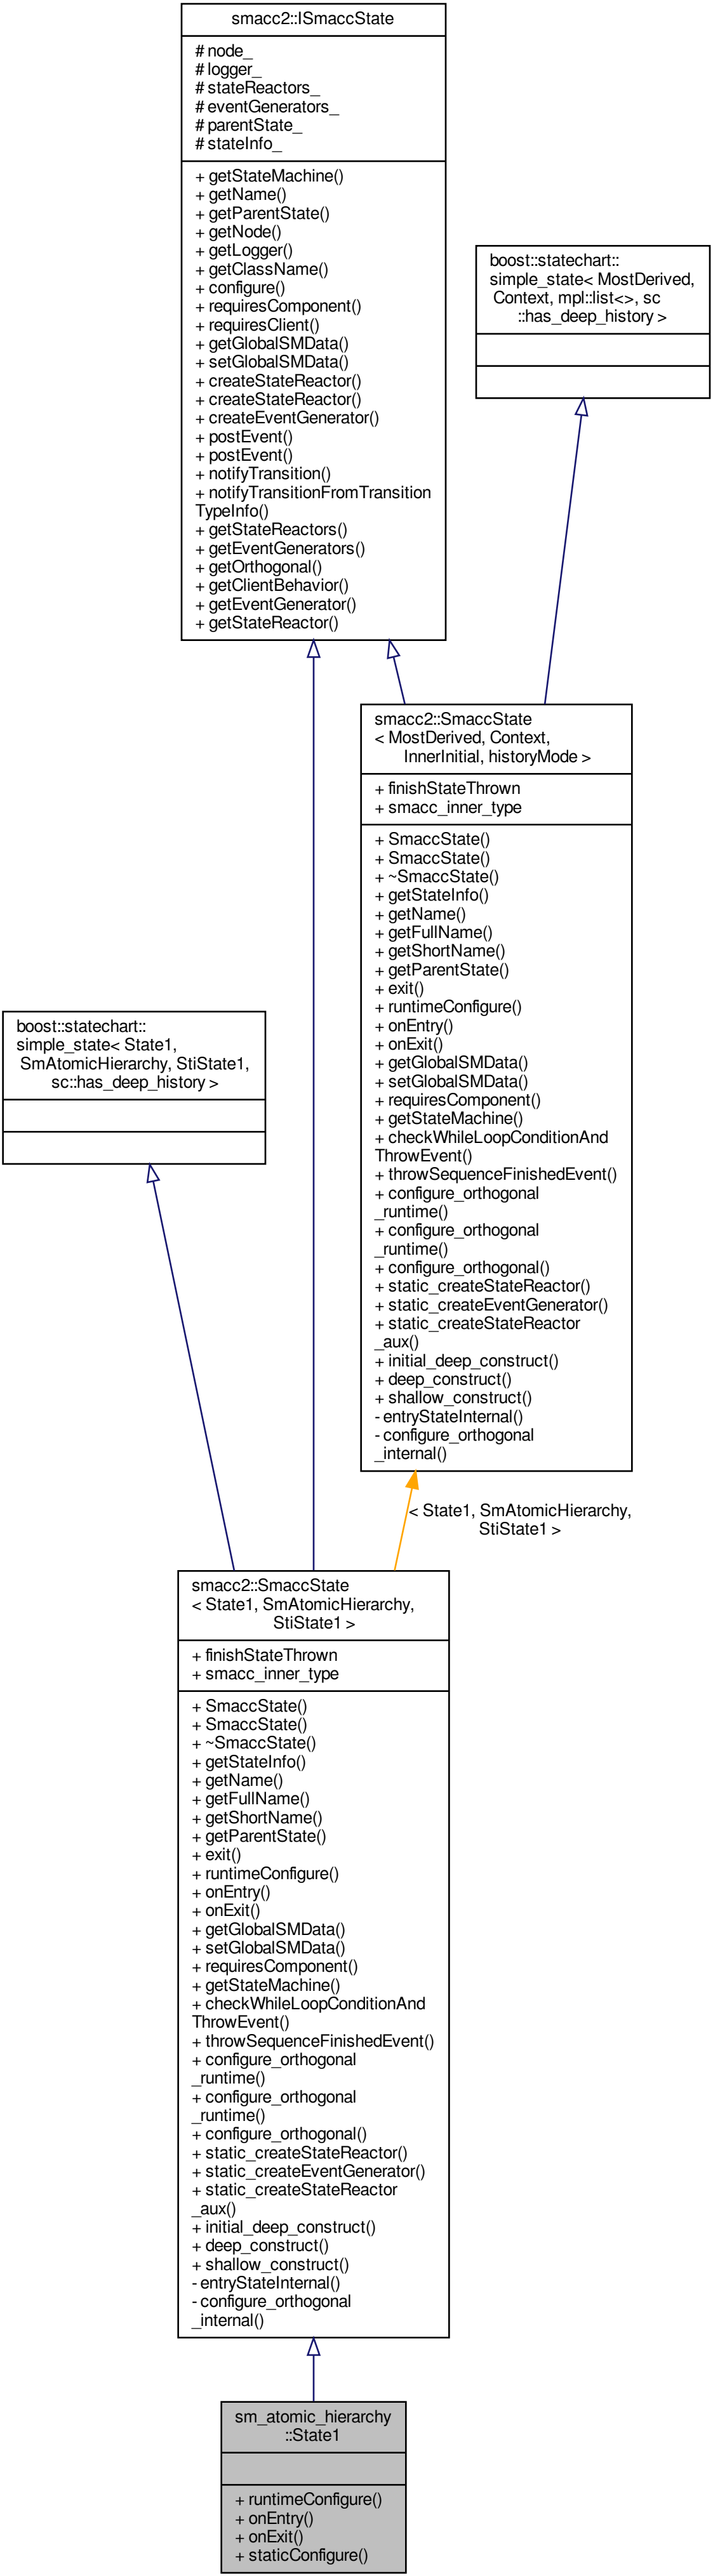 smacc2::ISmaccState
# node_
# logger_
# stateReactors_
# eventGenerators_
# parentState_
# stateInfo_
+ getStateMachine()
+ getName()
+ getParentState()
+ getNode()
+ getLogger()
+ getClassName()
+ configure()
+ requiresComponent()
+ requiresClient()
+ getGlobalSMData()
+ setGlobalSMData()
+ createStateReactor()
+ createStateReactor()
+ createEventGenerator()
+ postEvent()
+ postEvent()
+ notifyTransition()
+ notifyTransitionFromTransition
TypeInfo()
+ getStateReactors()
+ getEventGenerators()
+ getOrthogonal()
+ getClientBehavior()
+ getEventGenerator()
+ getStateReactor()
boost::statechart::
simple_state< MostDerived,
Context, mpl::list<>, sc
::has_deep_history >
smacc2::SmaccState
< MostDerived, Context,
InnerInitial, historyMode >
+ finishStateThrown
+ smacc_inner_type
+ SmaccState()
+ SmaccState()
+ ~SmaccState()
+ getStateInfo()
+ getName()
+ getFullName()
+ getShortName()
+ getParentState()
+ exit()
+ runtimeConfigure()
+ onEntry()
+ onExit()
+ getGlobalSMData()
+ setGlobalSMData()
+ requiresComponent()
+ getStateMachine()
+ checkWhileLoopConditionAnd
ThrowEvent()
+ throwSequenceFinishedEvent()
+ configure_orthogonal
_runtime()
+ configure_orthogonal
_runtime()
+ configure_orthogonal()
+ static_createStateReactor()
+ static_createEventGenerator()
+ static_createStateReactor
_aux()
+ initial_deep_construct()
+ deep_construct()
+ shallow_construct()
- entryStateInternal()
- configure_orthogonal
_internal()
boost::statechart::
simple_state< State1,
SmAtomicHierarchy, StiState1,
sc::has_deep_history >
< State1, SmAtomicHierarchy,
StiState1 >
smacc2::SmaccState
< State1, SmAtomicHierarchy,
StiState1 >
+ finishStateThrown
+ smacc_inner_type
+ SmaccState()
+ SmaccState()
+ ~SmaccState()
+ getStateInfo()
+ getName()
+ getFullName()
+ getShortName()
+ getParentState()
+ exit()
+ runtimeConfigure()
+ onEntry()
+ onExit()
+ getGlobalSMData()
+ setGlobalSMData()
+ requiresComponent()
+ getStateMachine()
+ checkWhileLoopConditionAnd
ThrowEvent()
+ throwSequenceFinishedEvent()
+ configure_orthogonal
_runtime()
+ configure_orthogonal
_runtime()
+ configure_orthogonal()
+ static_createStateReactor()
+ static_createEventGenerator()
+ static_createStateReactor
_aux()
+ initial_deep_construct()
+ deep_construct()
+ shallow_construct()
- entryStateInternal()
- configure_orthogonal
_internal()
sm_atomic_hierarchy
::State1
+ runtimeConfigure()
+ onEntry()
+ onExit()
+ staticConfigure()